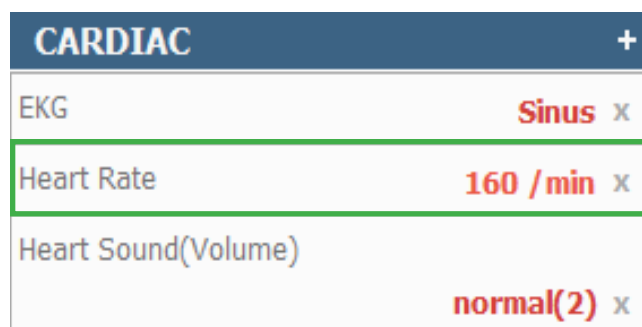 CARDIAC +
EKG
Sinus x
Heart Rate 160 /min x
Heart Sound(Volume)
normal(2) x